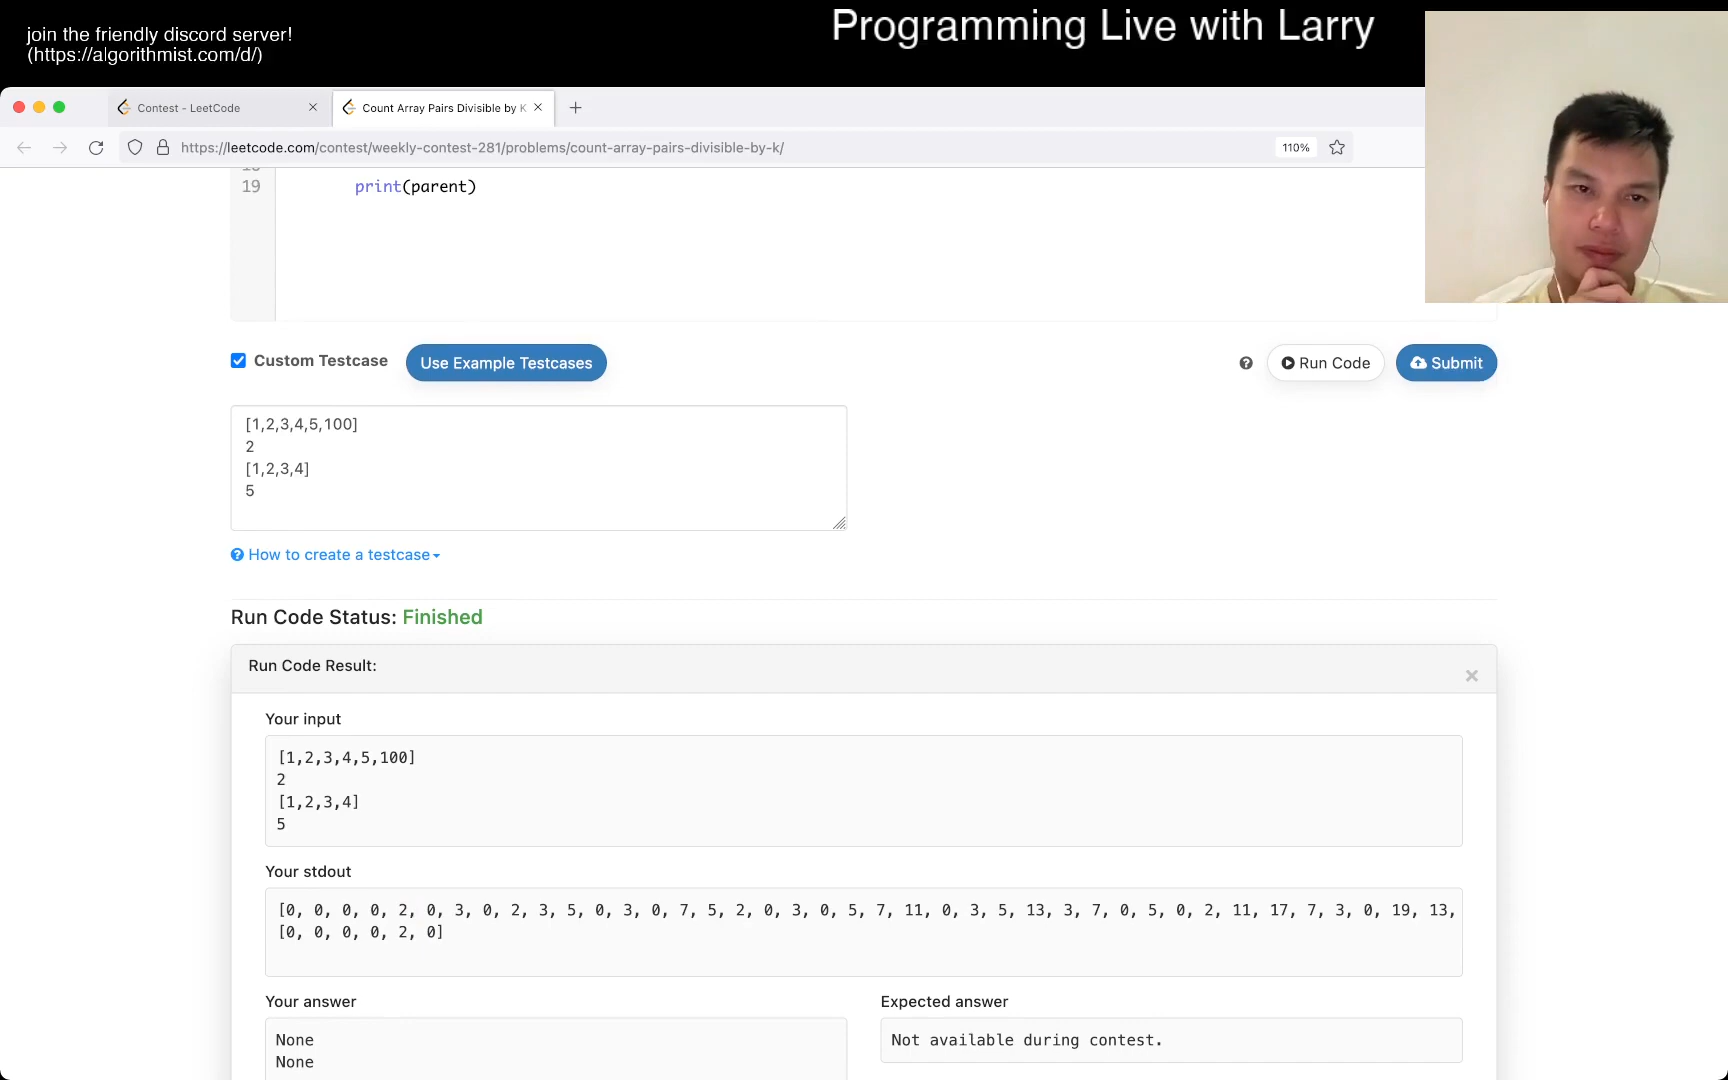 join the friendly discord server!
(https://algorithmist.com/d/)
Programming Live with Larry
Contest - LeetCode
Count Array Pairs Divisible by K
https://leetcode.com/contest/weekly-contest-281/problems/count-array-pairs-divisible-by-k/
110%
19
print(parent)
Custom Testcase
Use Example Testcases
Run Code
Submit
[1,2,3,4,5,100]
2
[1,2,3,4]
5
How to create a testcase
Run Code Status: Finished
Run Code Result:
Your input
[1,2,3,4,5,100]
2
[1,2,3,4]
5
Your stdout
[0, 0, 0, 0, 2, 0, 3, 0, 2, 3, 5, 0, 3, 0, 7, 5, 2, 0, 3, 0, 5, 7, 11, 0, 3, 5, 13, 3, 7, 0, 5, 0, 2, 11, 17, 7, 3, 0, 19, 13,
[0, 0, 0, 0, 2, 0]
Your answer
Expected answer
None
None
Not available during contest.